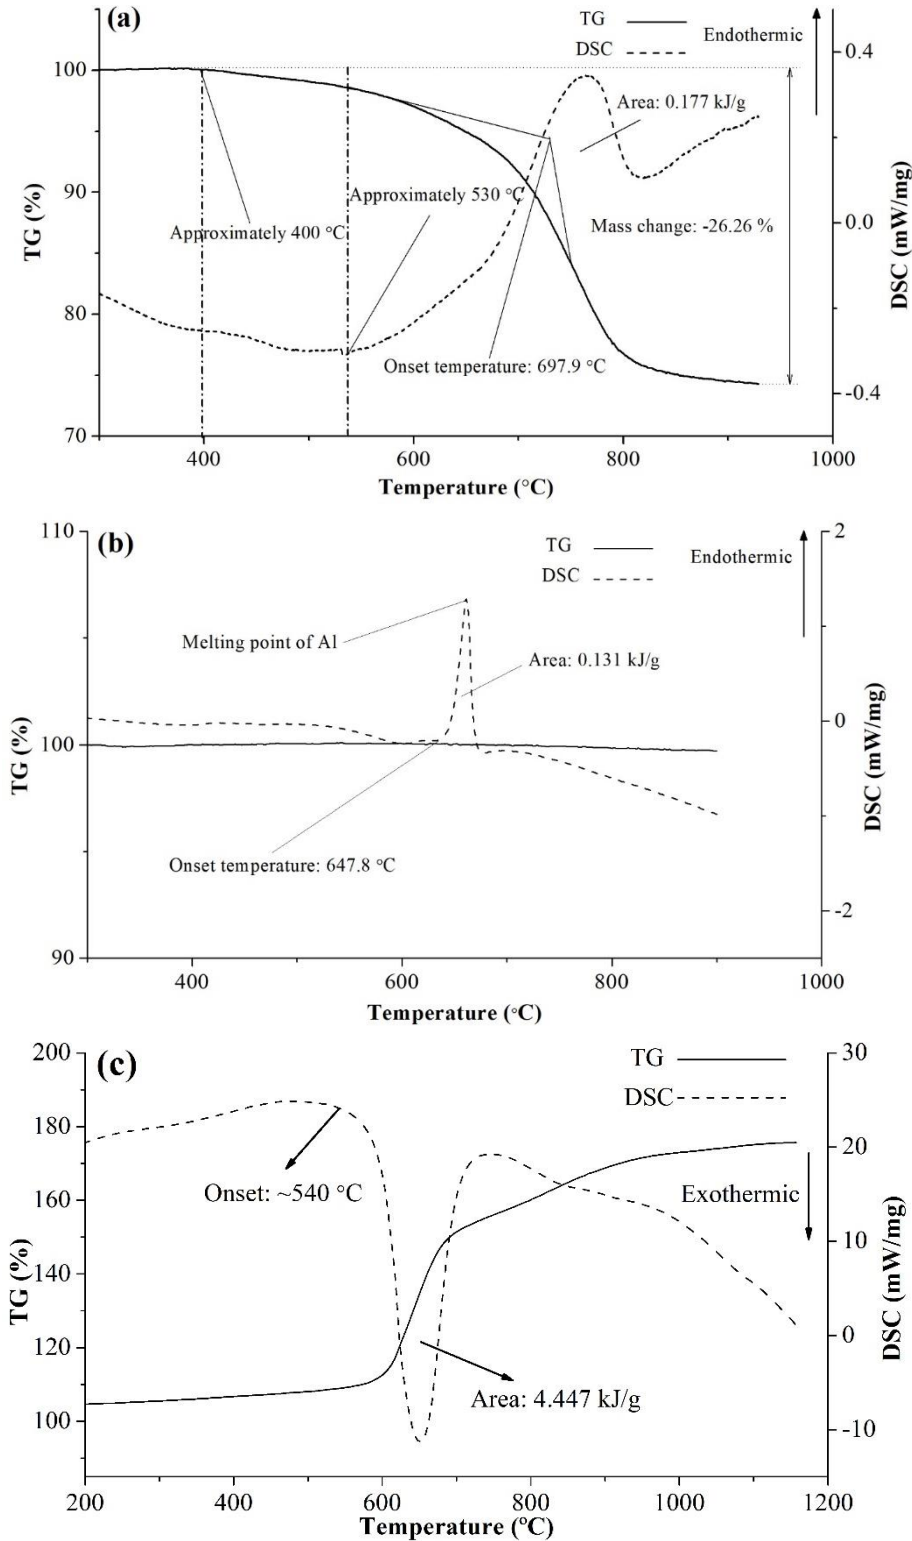 (a)
TG
DSC
Endothermic
Area: 0.177 kJ/g
Approximately 530 °C
Approximately 400 °C
Mass change: -26.26 %
Onset temperature: 697.9 °C
100
90
80
70
TG (%)
0.4
0.0
-0.4
DSC (mW/mg)
400
600
800
1000
Temperature (°C)
(b)
TG
DSC
Endothermic
Melting point of Al
Area: 0.131 kJ/g
Onset temperature: 647.8 °C
110
100
90
TG (%)
2
0
-2
DSC (mW/mg)
400
600
800
1000
Temperature (°C)
(c)
TG
DSC
Onset: ~540 °C
Exothermic
Area: 4.447 kJ/g
200
180
160
140
120
100
TG (%)
30
20
10
0
-10
DSC (mW/mg)
200
400
600
800
1000
1200
Temperature (°C)